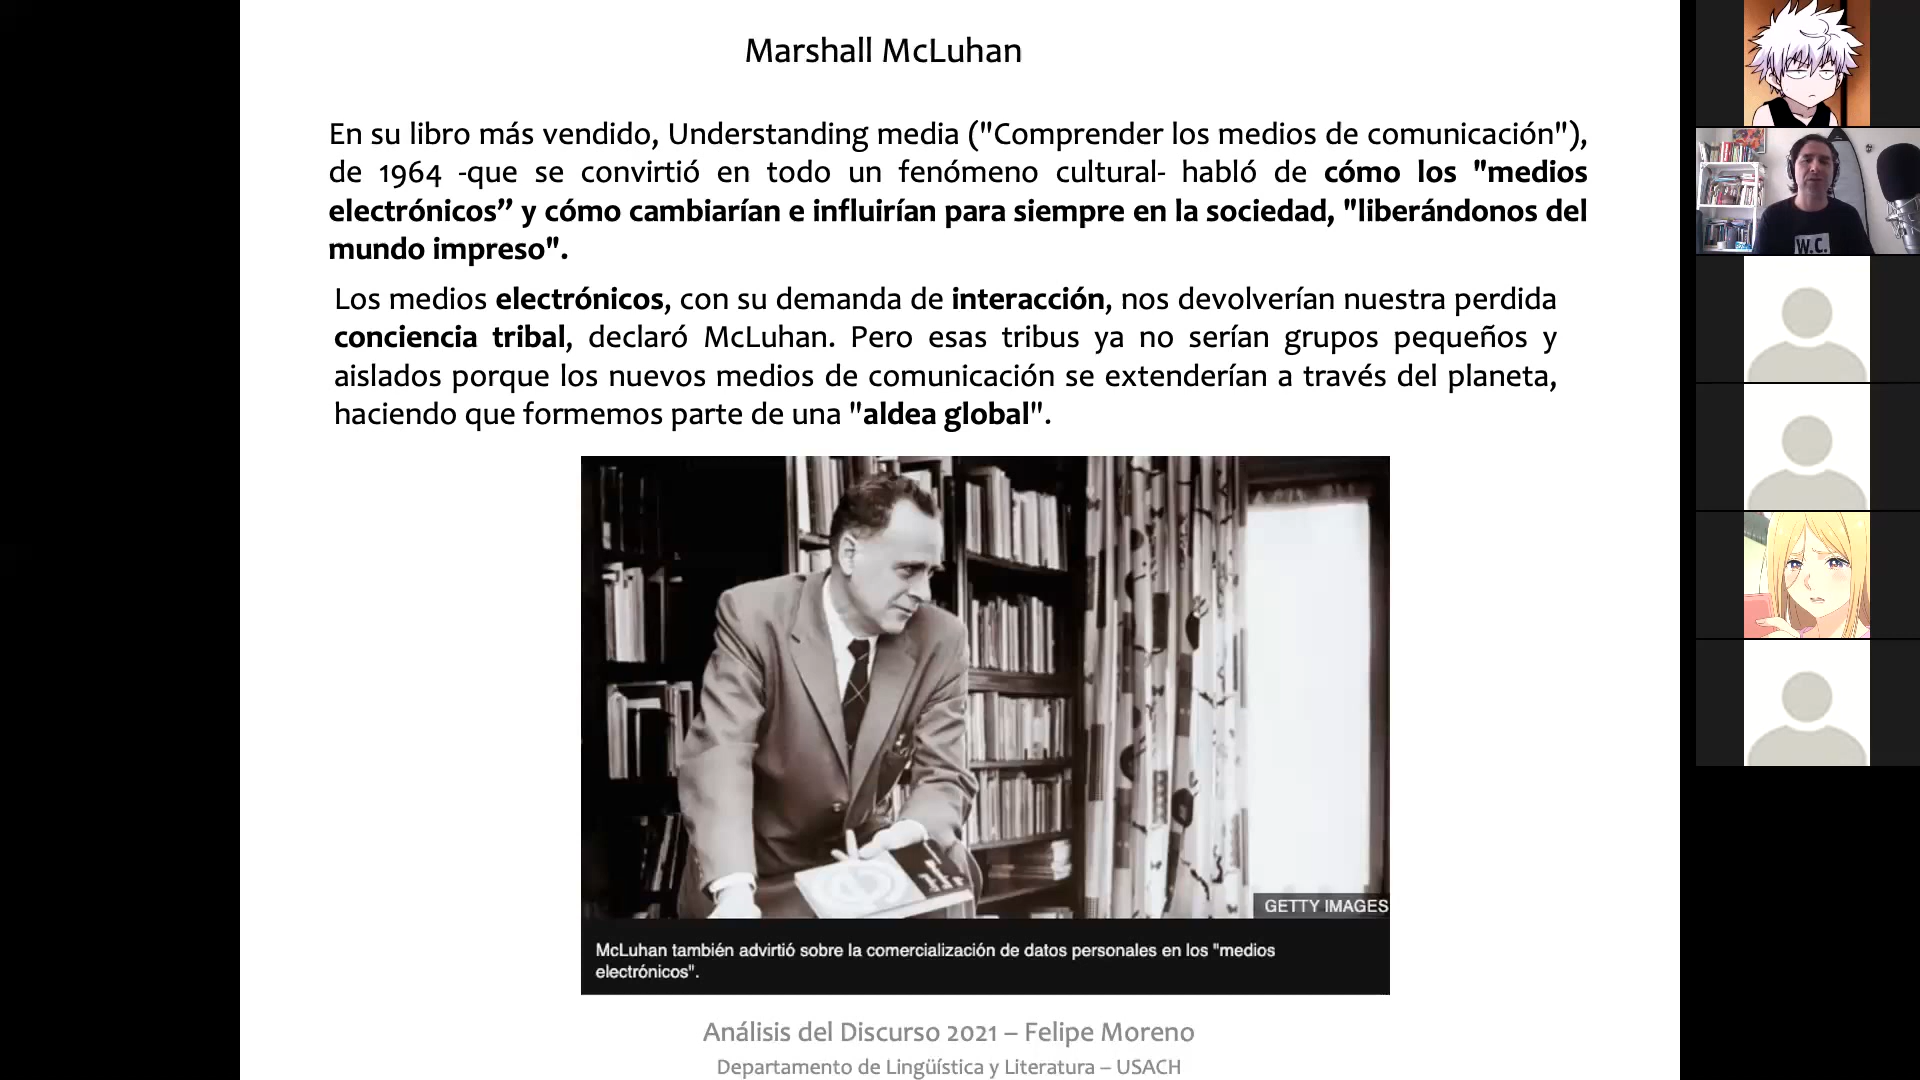 Marshall McLuhan
En su libro más vendido, Understanding media ("Comprender los medios de comunicación"),
de 1964 -que se convirtió en todo un fenómeno cultural- habló de cómo los "medios
electrónicos” y cómo cambiarían e influirían para siempre en la sociedad, "liberándonos del
mundo impreso".
Los medios electrónicos, con su demanda de interacción, nos devolverían nuestra perdida
conciencia tribal, declaró McLuhan. Pero esas tribus ya no serían grupos pequeños y
aislados porque los nuevos medios de comunicación se extenderían a través del planeta,
haciendo que formemos parte de una "aldea global".
GETTY IMAGES
McLuhan también advirtió sobre la comercialización de datos personales en los "medios
electrónicos".
Análisis del Discurso 2021 – Felipe Moreno
Departamento de Lingüística y Literatura – USACH
W.C.